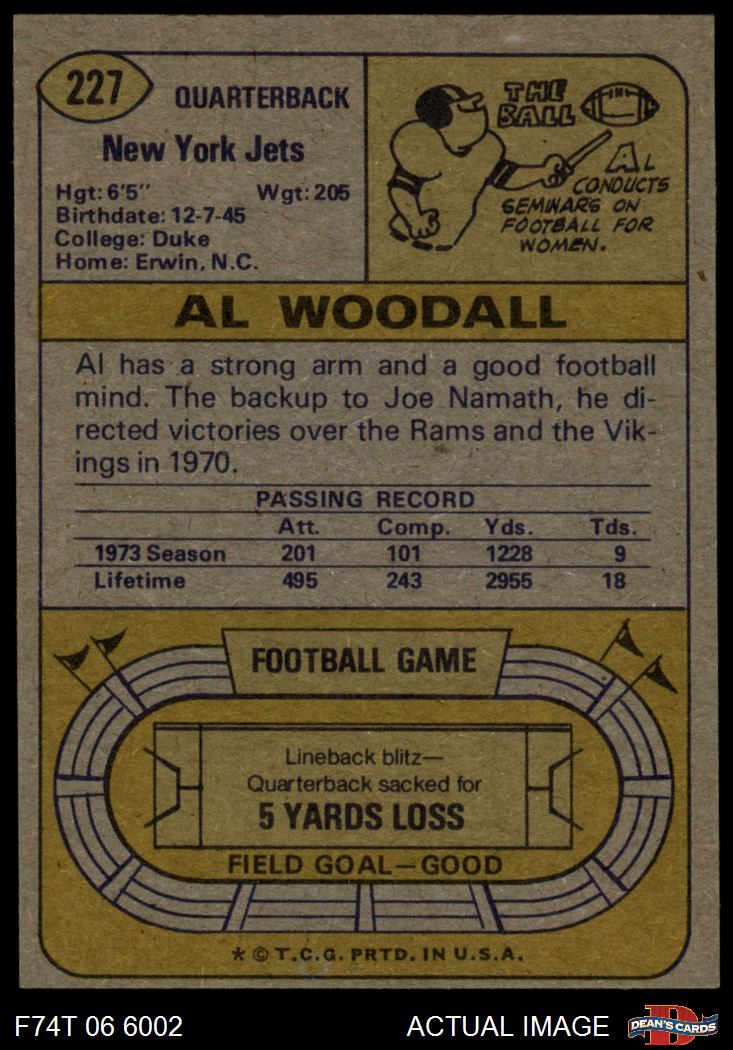 227
QUARTERBACK
New York Jets
Hgt: 6'5" Wgt: 205
Birthdate: 12-7-45
College: Duke
Home: Erwin, N.C.
THE
BALL
AL
CONDUCTS
SEMINARS ON
FOOTBALL FOR
WOMEN.
AL WOODALL
Al has a strong arm and a good football
mind. The backup to Joe Namath, he di-
rected victories over the Rams and the Vik-
ings in 1970.
PASSING RECORD
Att. Comp. Yds. Tds.
1973 Season 201 101 1228 9
Lifetime 495 243 2955 18
FOOTBALL GAME
Lineback blitz—
Quarterback sacked for
5 YARDS LOSS
FIELD GOAL—GOOD
* © T.C.G. PRTD. IN U.S.A.
F74T 06 6002 ACTUAL IMAGE D DEAN'S CARDS